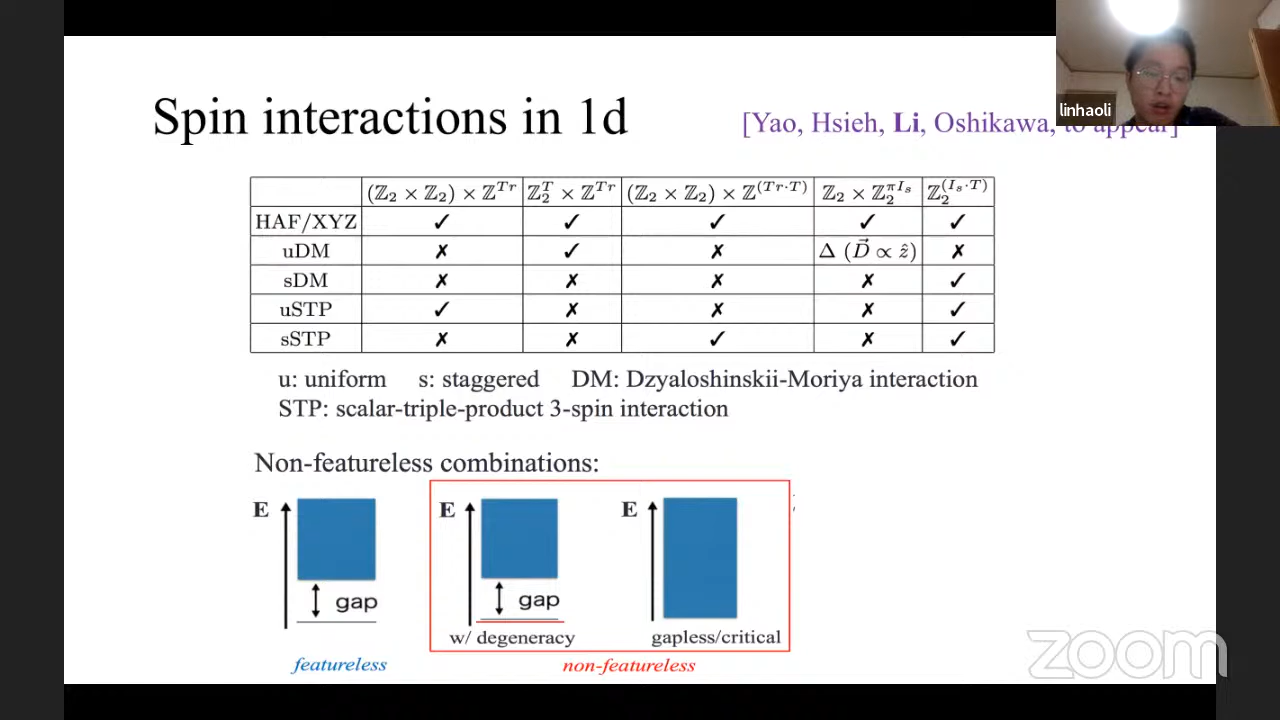 linhaoli
Spin interactions in 1d
[Yao, Hsieh, Li, Oshikawa, to appear]
(ℤ₂ × ℤ₂) × ℤ^{Tr} ℤ₂^T × ℤ^{Tr} (ℤ₂ × ℤ₂) × ℤ^{(Tr·T)} ℤ₂ × ℤ₂^{πI_s} ℤ₂^{(I_s·T)}
HAF/XYZ ✓ ✓ ✓ ✓ ✓
uDM ✗ ✓ ✗ Δ (D⃗ ∝ ẑ) ✗
sDM ✗ ✗ ✗ ✗ ✓
uSTP ✓ ✗ ✗ ✗ ✓
sSTP ✗ ✗ ✓ ✗ ✓
u: uniform s: staggered DM: Dzyaloshinskii-Moriya interaction
STP: scalar-triple-product 3-spin interaction
Non-featureless combinations:
E E E
gap gap
w/ degeneracy gapless/critical
featureless non-featureless
zoom